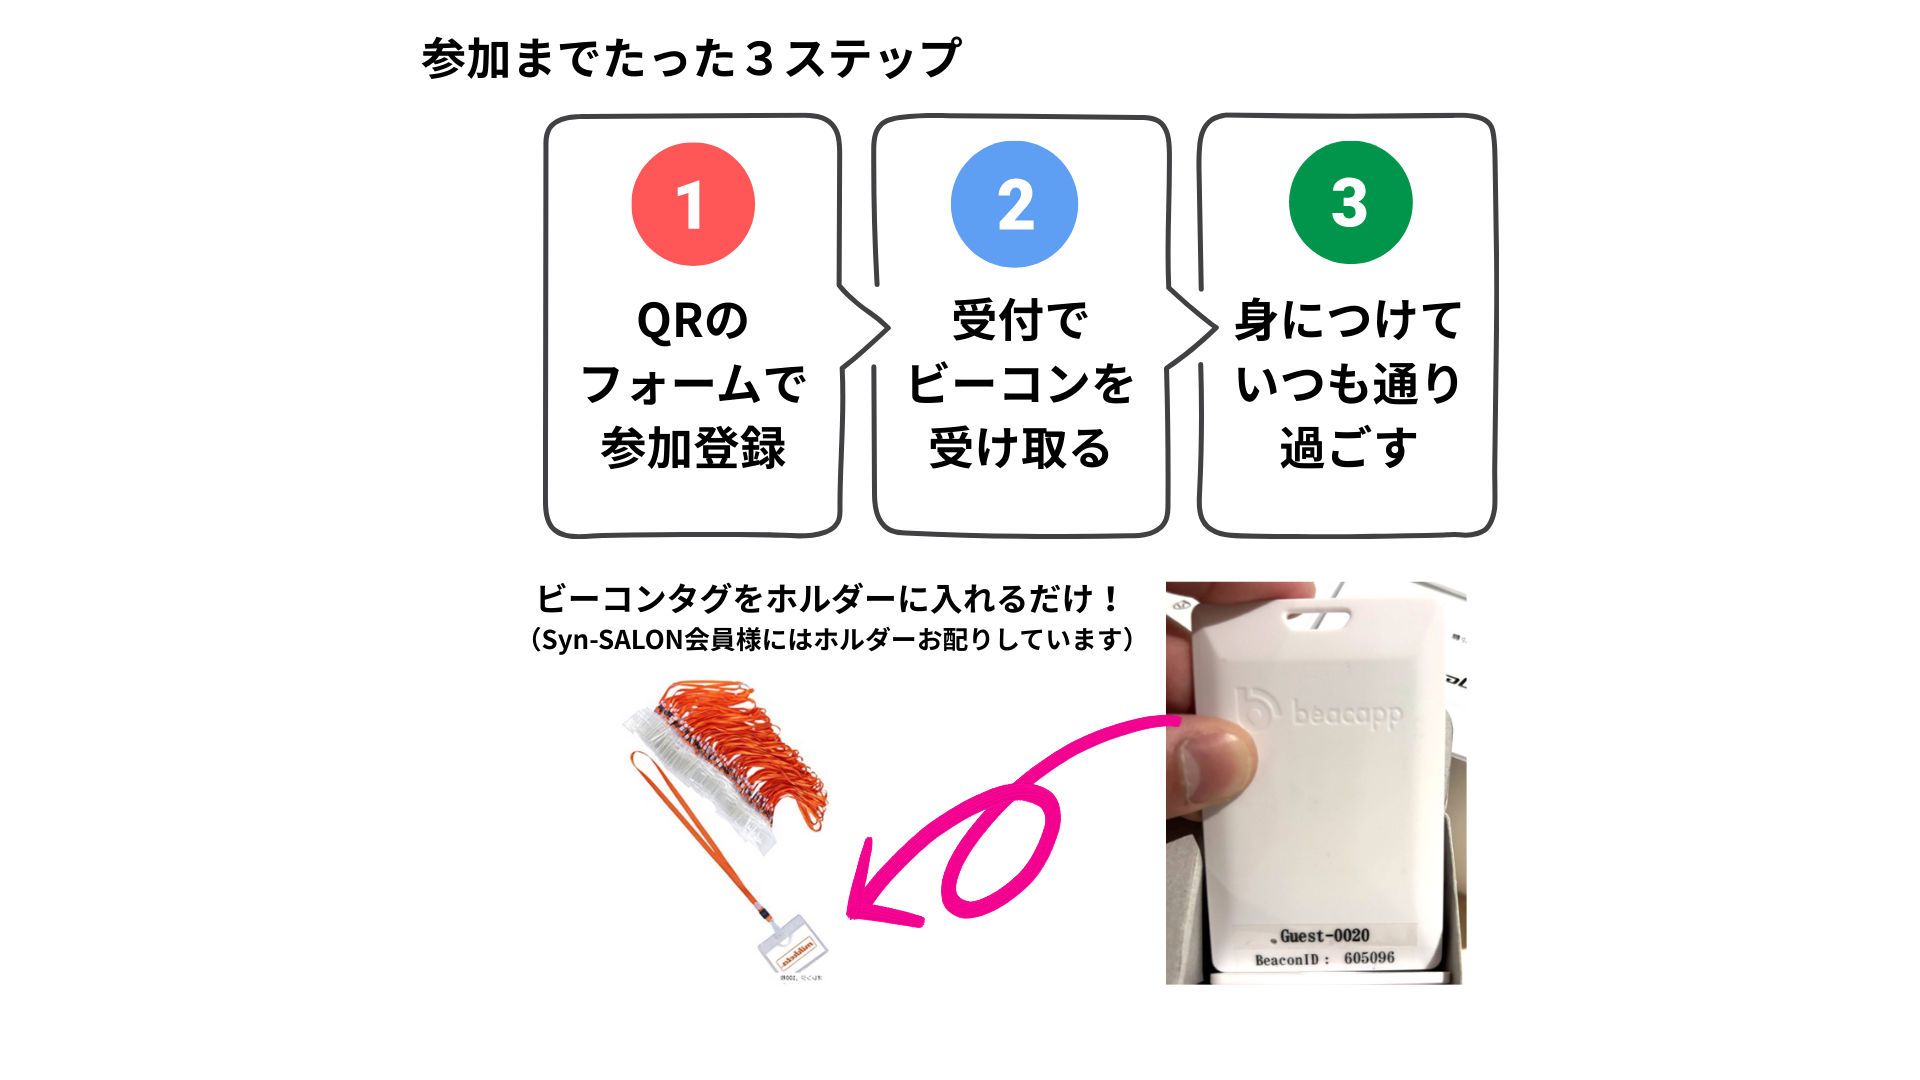 参加までたった３ステップ
1
QRの
フォームで
参加登録
2
受付で
ビーコンを
受け取る
3
身につけて
いつも通り
過ごす
ビーコンタグをホルダーに入れるだけ！
（Syn-SALON会員様にはホルダーお配りしています）
beacapp
Guest-0020
BeaconID： 605096